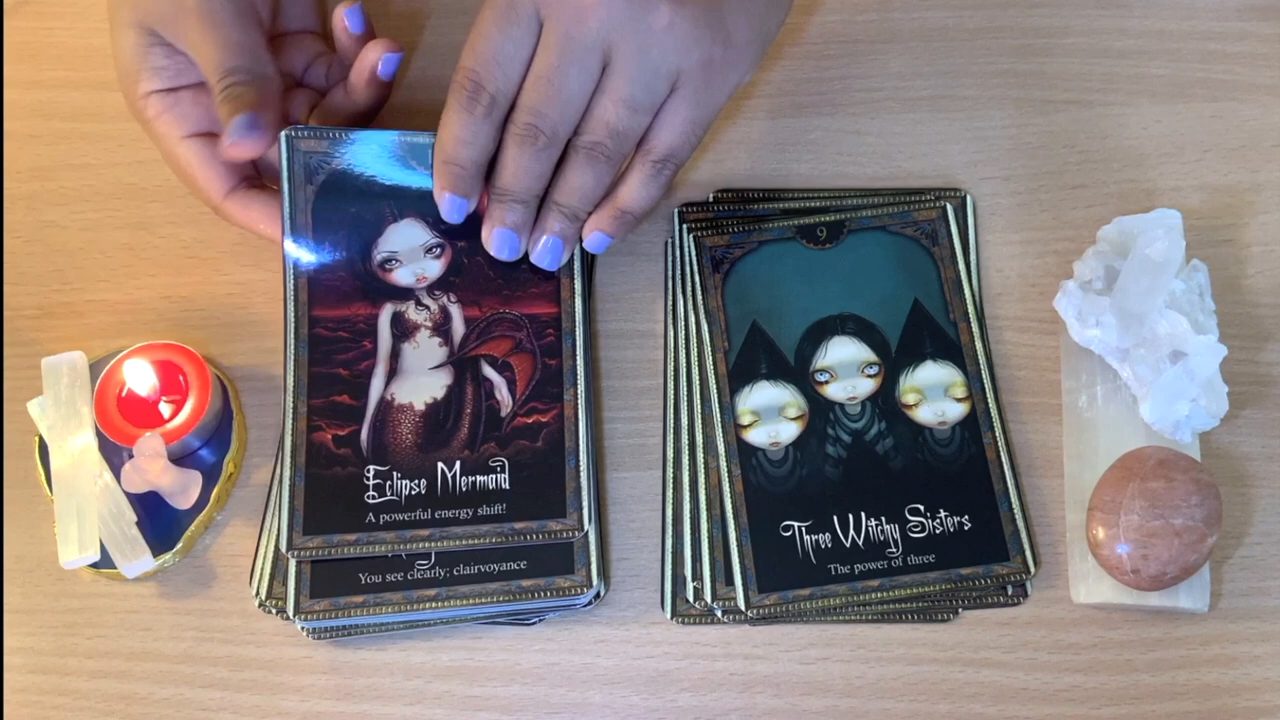 Eclipse Mermaid
A powerful energy shift!
You see clearly; clairvoyance
9
Three Witchy Sisters
The power of three